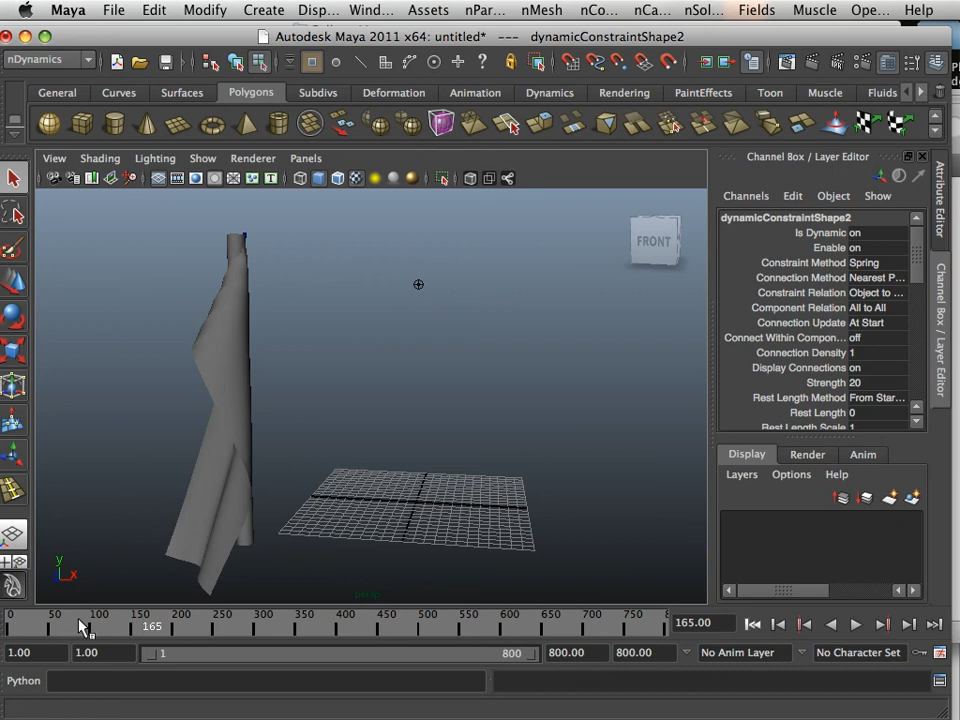 Maya File Edit Modify Create Disp... Wind... Assets nPar... nMesh nCo... nCa... nSol... Fields Muscle Ope... Help
Autodesk Maya 2011 x64: untitled* --- dynamicConstraintShape2
nDynamics
General Curves Surfaces Polygons Subdivs Deformation Animation Dynamics Rendering PaintEffects Toon Muscle Fluids
View Shading Lighting Show Renderer Panels
FRONT
y
x
persp
Channel Box / Layer Editor
Channels Edit Object Show
dynamicConstraintShape2
Is Dynamic on
Enable on
Constraint Method Spring
Connection Method Nearest P...
Constraint Relation Object to ...
Component Relation All to All
Connection Update At Start
Connect Within Compon... off
Connection Density 1
Display Connections on
Strength 20
Rest Length Method From Star...
Rest Length 0
Rest Length Scale 1
Display Render Anim
Layers Options Help
Attribute Editor
Channel Box / Layer Editor
0 50 100 150 200 250 300 350 400 450 500 550 600 650 700 750 8
165
165.00
1.00 1.00 1 800 800.00 800.00 No Anim Layer No Character Set
Python